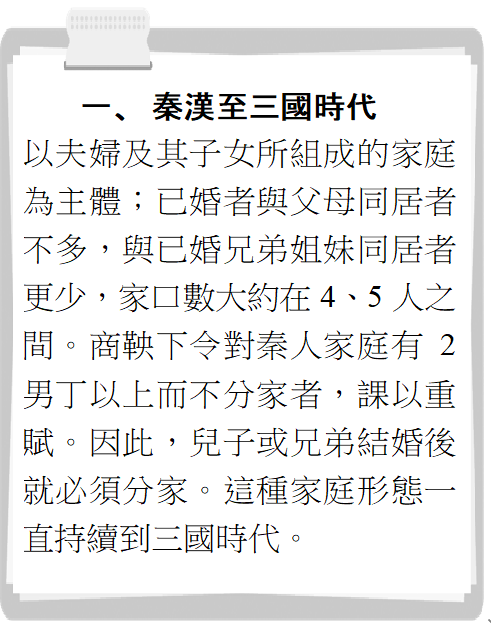 一、 秦漢至三國時代
以夫婦及其子女所組成的家庭
為主體；已婚者與父母同居者
不多，與已婚兄弟姐妹同居者
更少，家口數大約在 4、5 人之
間。商鞅下令對秦人家庭有 2
男丁以上而不分家者，課以重
賦。因此，兒子或兄弟結婚後
就必須分家。這種家庭形態一
直持續到三國時代。